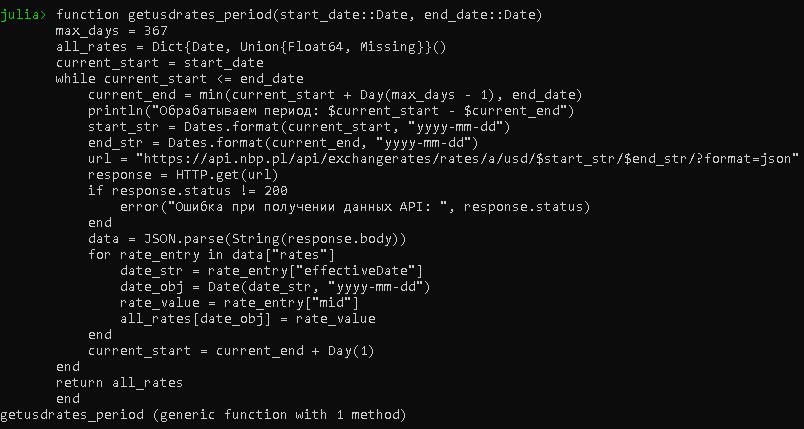 julia> function getusdrates_period(start_date::Date, end_date::Date)
max_days = 367
all_rates = Dict{Date, Union{Float64, Missing}}()
current_start = start_date
while current_start <= end_date
current_end = min(current_start + Day(max_days - 1), end_date)
println("Обрабатываем период: $current_start - $current_end")
start_str = Dates.format(current_start, "yyyy-mm-dd")
end_str = Dates.format(current_end, "yyyy-mm-dd")
url = "https://api.nbp.pl/api/exchangerates/rates/a/usd/$start_str/$end_str/?format=json"
response = HTTP.get(url)
if response.status != 200
error("Ошибка при получении данных API: ", response.status)
end
data = JSON.parse(String(response.body))
for rate_entry in data["rates"]
date_str = rate_entry["effectiveDate"]
date_obj = Date(date_str, "yyyy-mm-dd")
rate_value = rate_entry["mid"]
all_rates[date_obj] = rate_value
end
current_start = current_end + Day(1)
end
return all_rates
end
getusdrates_period (generic function with 1 method)